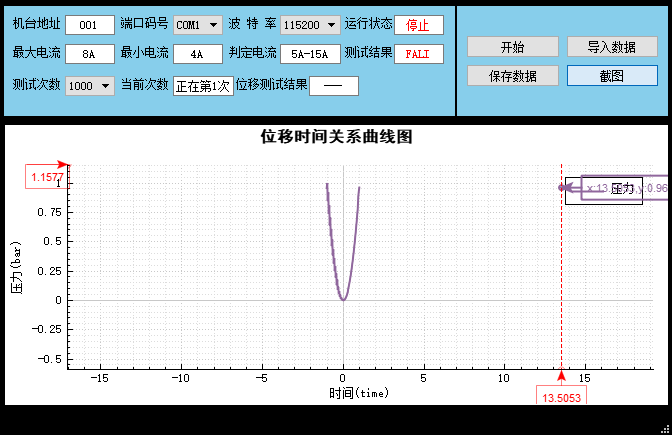 机台地址 001 端口码号 COM1 波 特 率 115200 运行状态 停止
最大电流 8A 最小电流 4A 判定电流 5A-15A 测试结果 FALI
测试次数 1000 当前次数 正在第1次 位移测试结果 ——
开始 导入数据
保存数据 截图
位移时间关系曲线图
1.1577
1
0.75
0.5
0.25
0
-0.25
-0.5
压力(bar)
-15 -10 -5 0 5 10 15
时间(time)
13.5053
压力